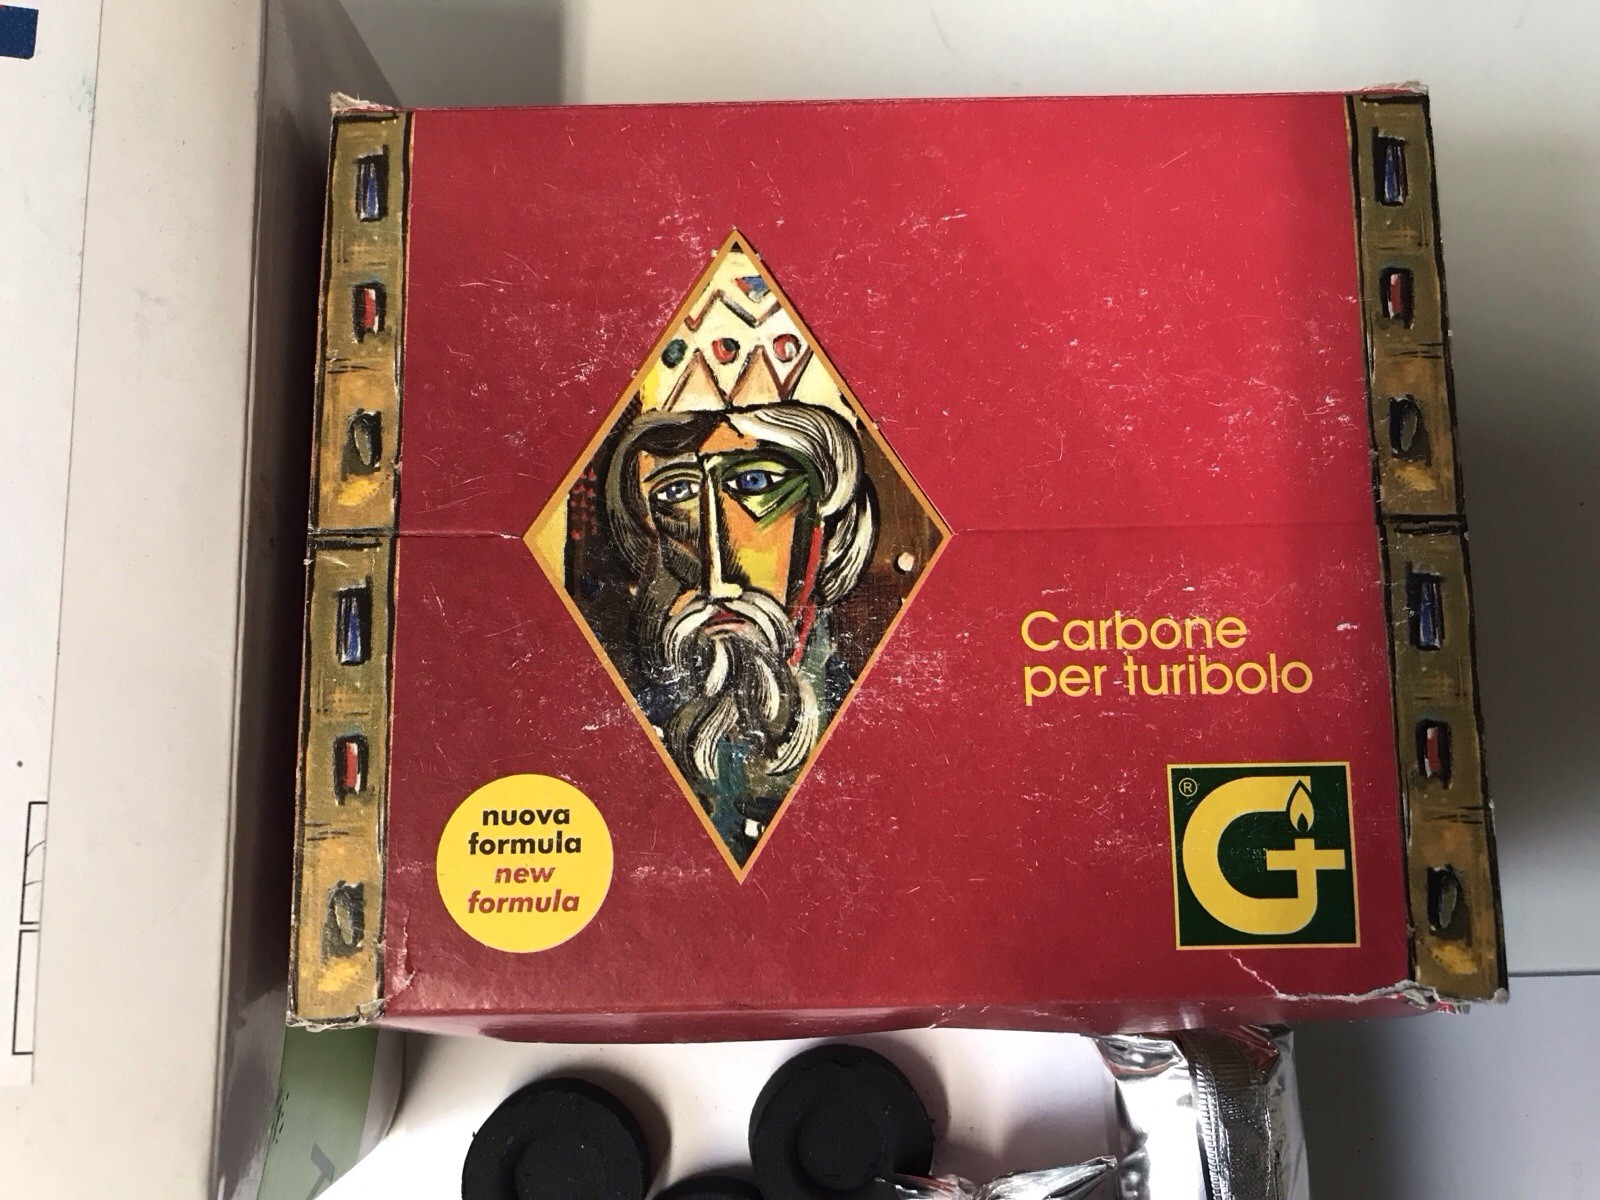 Carbone
per turibolo
nuova
formula
new
formula
®
G